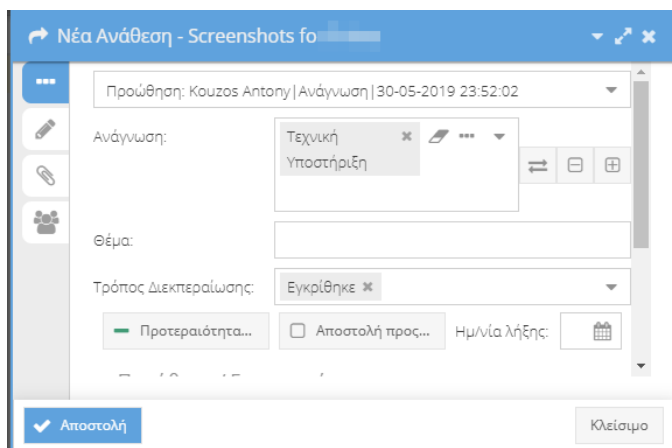 Νέα Ανάθεση - Screenshots fo
Προώθηση: Kouzos Antony|Ανάγνωση|30-05-2019 23:52:02
Ανάγνωση:
Τεχνική
Υποστήριξη
Θέμα:
Τρόπος Διεκπεραίωσης:
Εγκρίθηκε
Προτεραιότητα...
Αποστολή προς...
Ημ/νία λήξης:
Αποστολή
Κλείσιμο